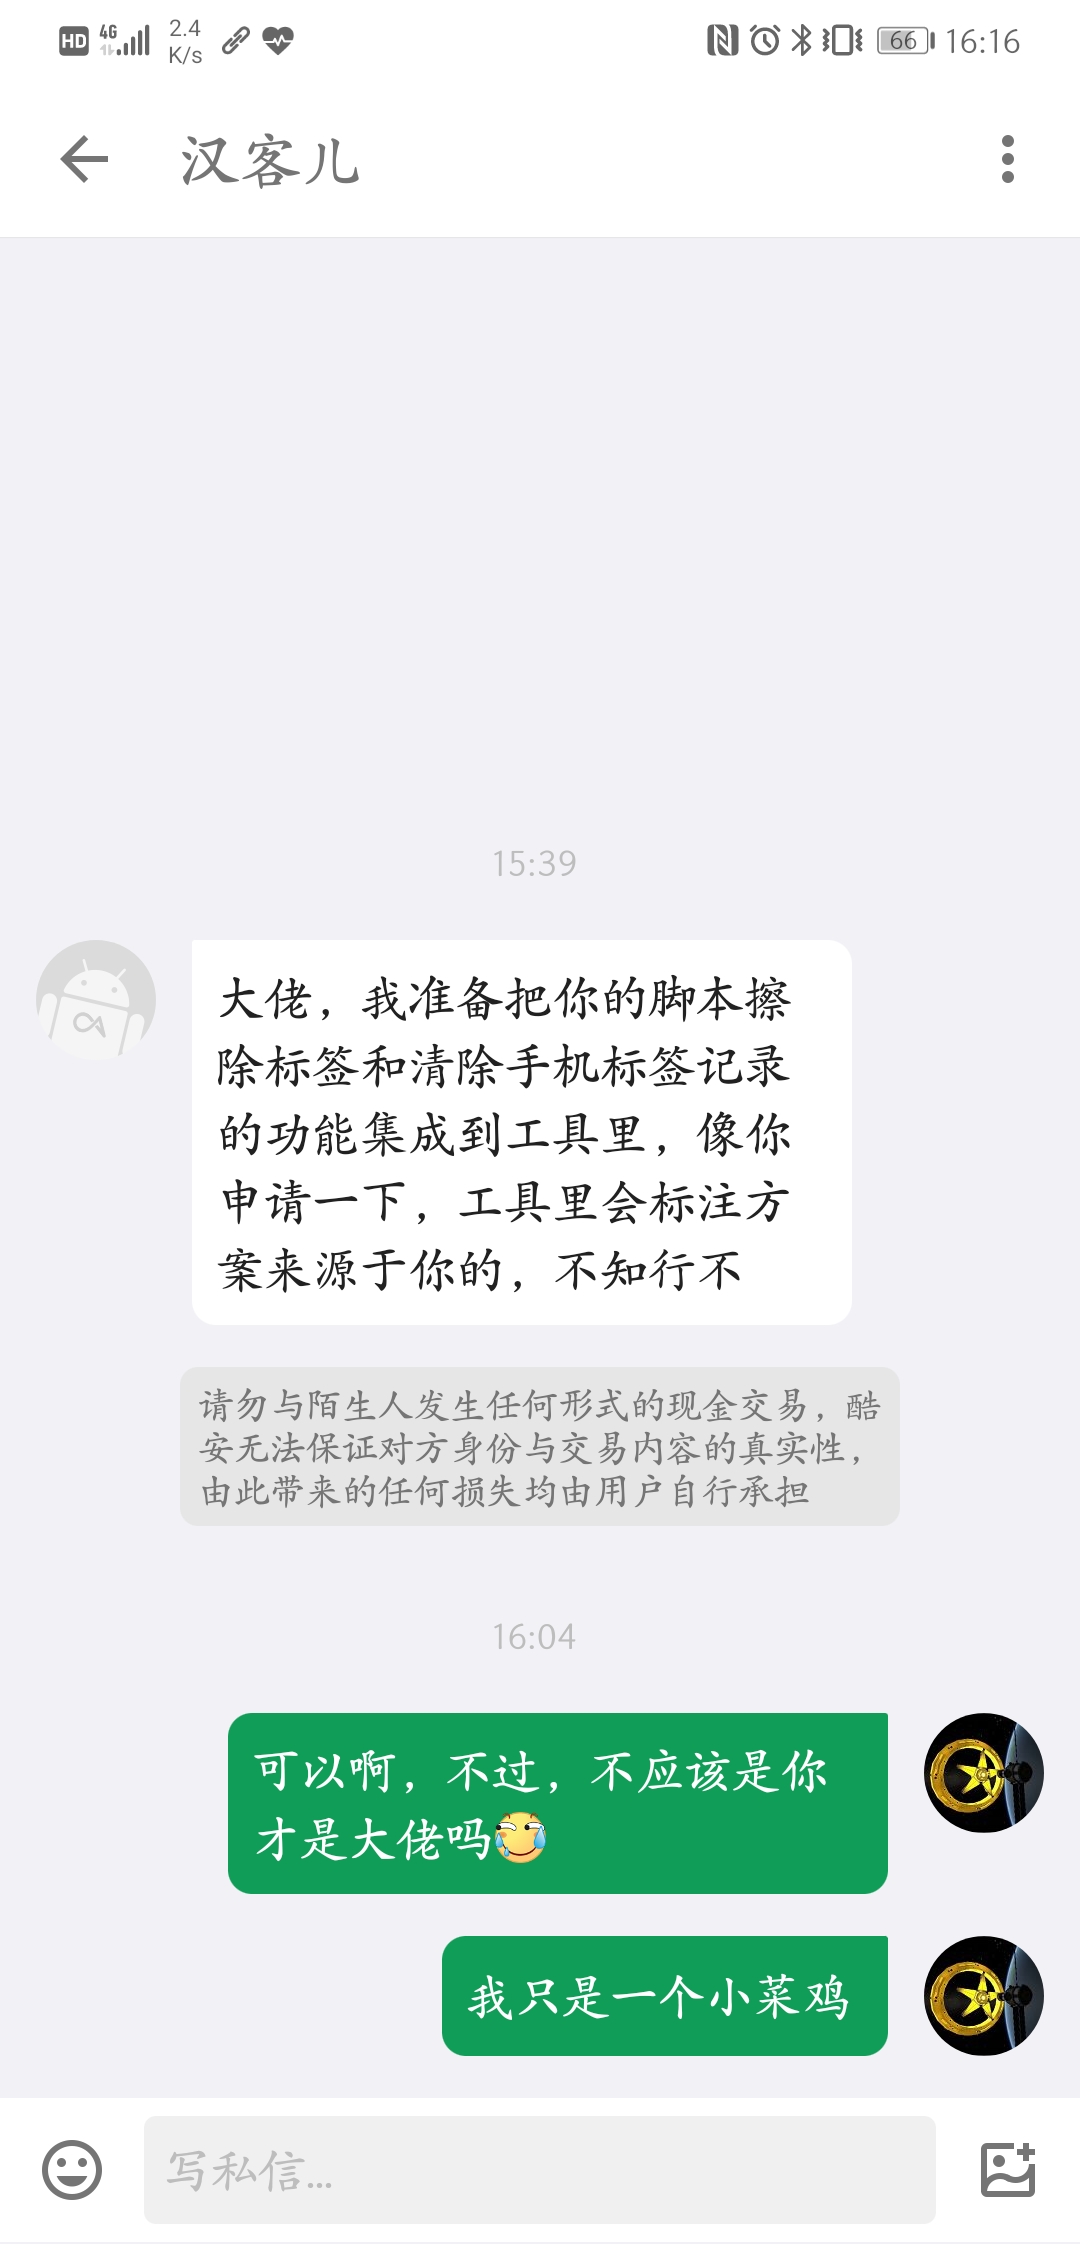 HD 4G 2.4 K/s 66 16:16
汉客儿
15:39
大佬，我准备把你的脚本擦
除标签和清除手机标签记录
的功能集成到工具里，像你
申请一下，工具里会标注方
案来源于你的，不知行不
请勿与陌生人发生任何形式的现金交易，酷
安无法保证对方身份与交易内容的真实性，
由此带来的任何损失均由用户自行承担
16:04
可以啊，不过，不应该是你
才是大佬吗
我只是一个小菜鸡
写私信...